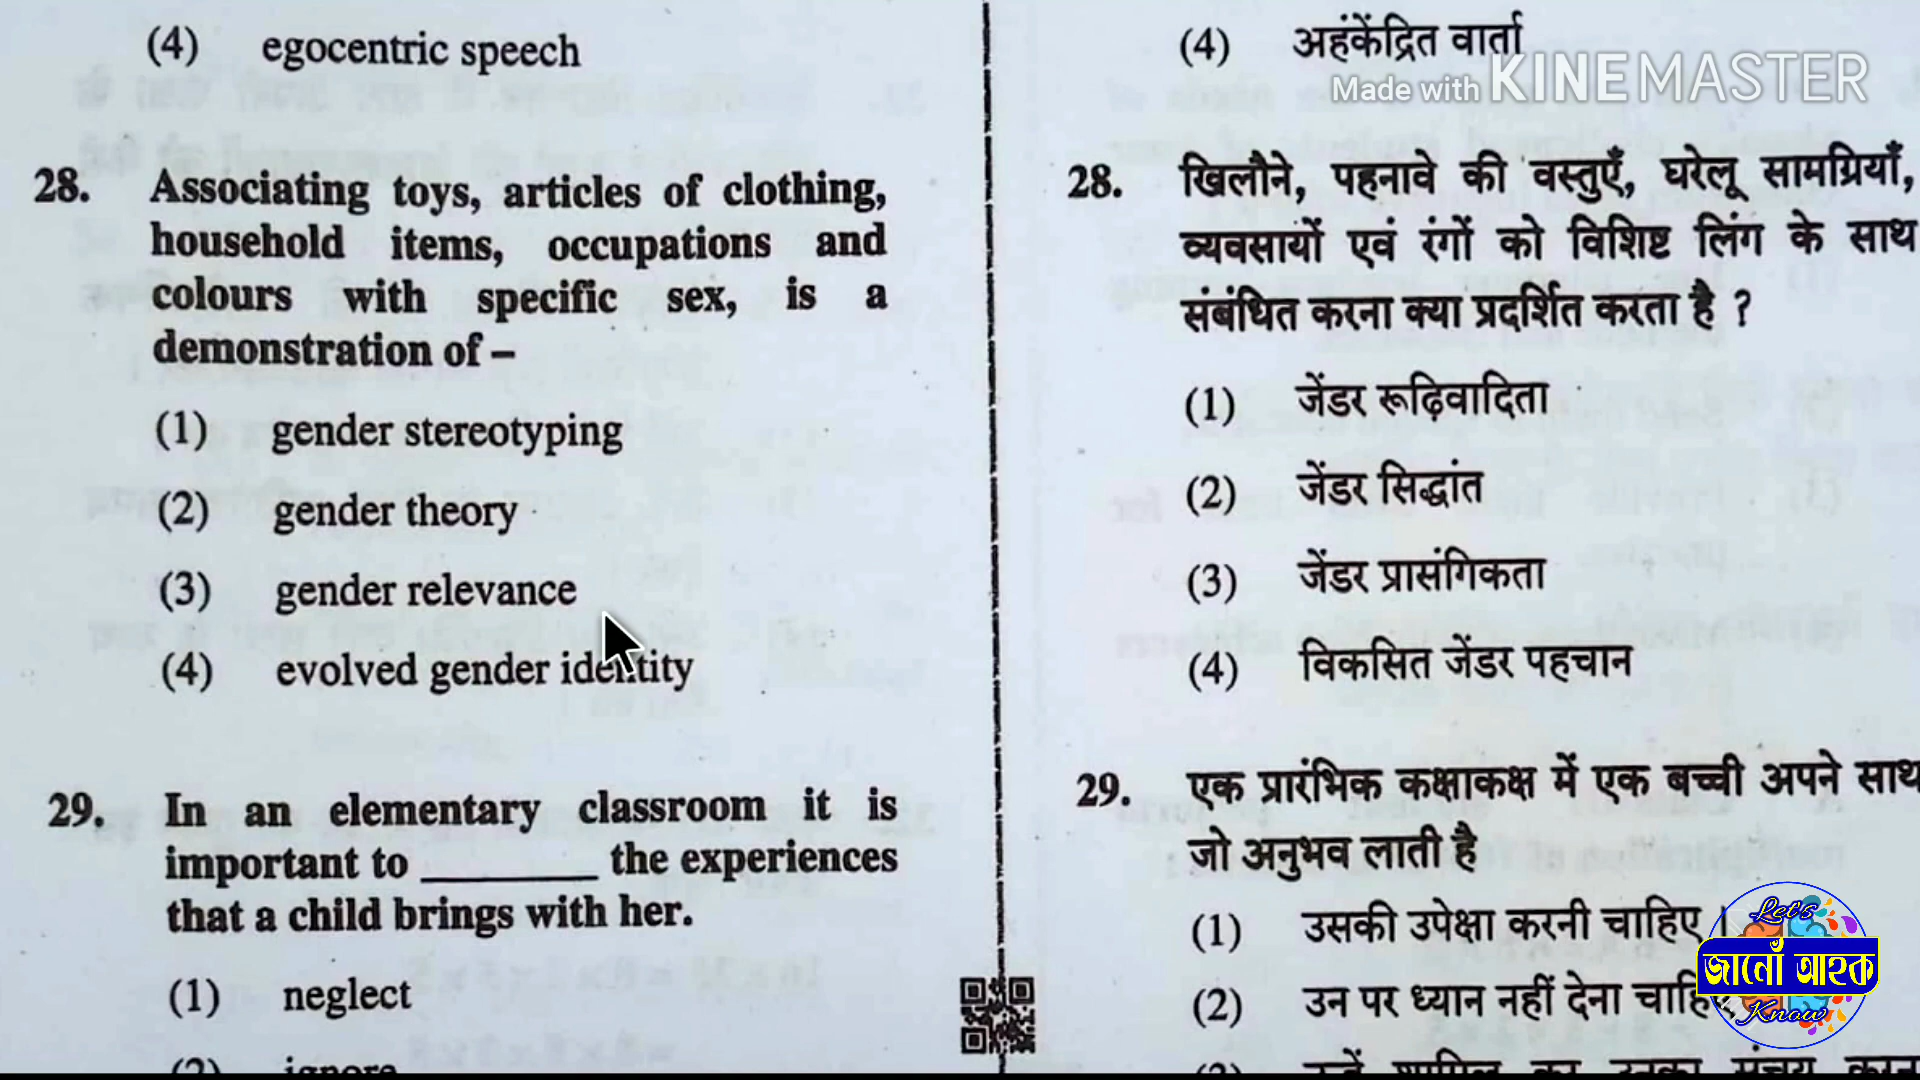 (4) egocentric speech
28. Associating toys, articles of clothing,
household items, occupations and
colours with specific sex, is a
demonstration of –
(1) gender stereotyping
(2) gender theory
(3) gender relevance
(4) evolved gender identity
29. In an elementary classroom it is
important to ________ the experiences
that a child brings with her.
(1) neglect
(2) ignore
(4) अहंकेंद्रित वार्ता
Made with KINEMASTER
28. खिलौने, पहनावे की वस्तुएँ, घरेलू सामग्रियाँ,
व्यवसायों एवं रंगों को विशिष्ट लिंग के साथ
संबंधित करना क्या प्रदर्शित करता है ?
(1) जेंडर रूढ़िवादिता
(2) जेंडर सिद्धांत
(3) जेंडर प्रासंगिकता
(4) विकसित जेंडर पहचान
29. एक प्रारंभिक कक्षाकक्ष में एक बच्ची अपने साथ
जो अनुभव लाती है
(1) उसकी उपेक्षा करनी चाहिए ।
(2) उन पर ध्यान नहीं देना चाहिए
Let's
জানোঁ আহক
Know